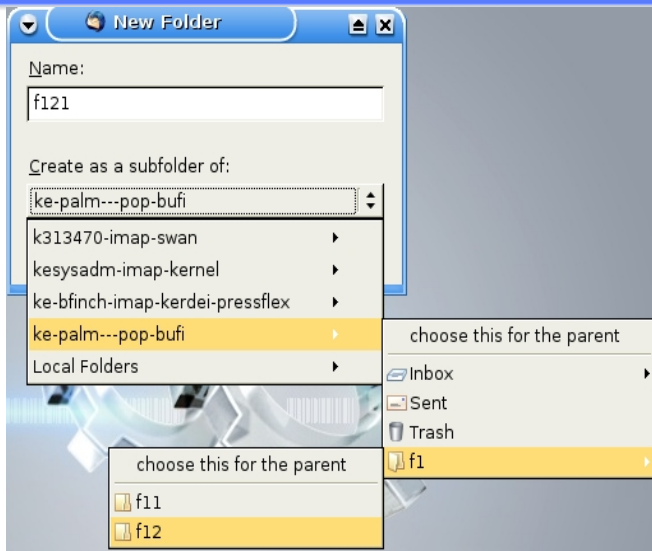 New Folder
Name:
f121
Create as a subfolder of:
ke-palm---pop-bufi
k313470-imap-swan
kesysadm-imap-kernel
ke-bfinch-imap-kerdei-pressflex
ke-palm---pop-bufi
Local Folders
choose this for the parent
Inbox
Sent
Trash
f1
choose this for the parent
f11
f12